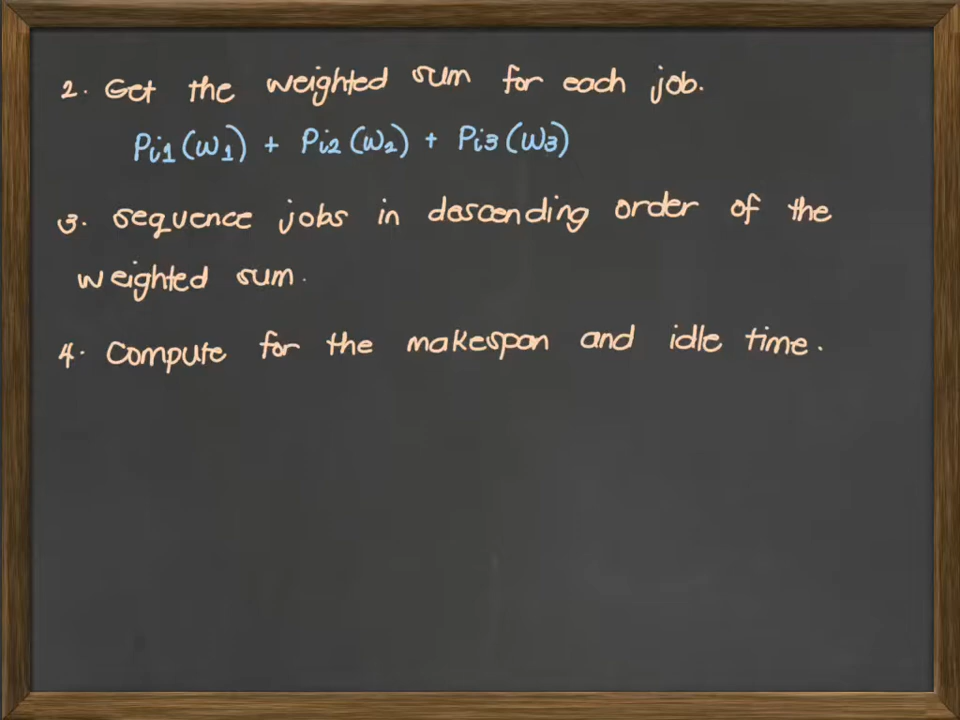 2. Get the weighted sum for each job.
Pi1(w1) + Pi2(w2) + Pi3(w3)
3. sequence jobs in descending order of the
weighted sum.
4. Compute for the makespan and idle time.